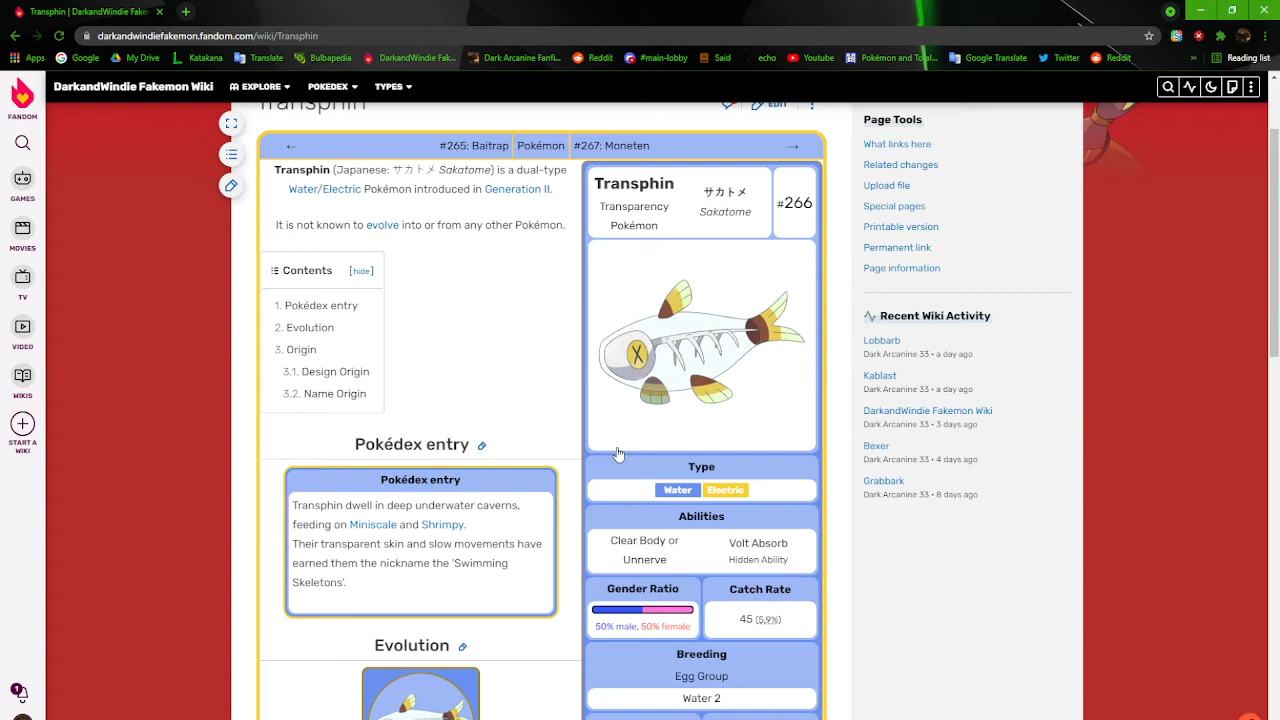 Transphin | DarkandWindie Fake
darkandwindiefakemon.fandom.com/wiki/Transphin
Apps
Google
My Drive
Katakana
Translate
Bulbapedia
DarkandWindie Fak...
Dark Arcanine Fanfi...
Reddit
#main-lobby
Said
echo
Youtube
Pokémon and Total...
Google Translate
Twitter
Reddit
»
Reading list
DarkandWindie Fakemon Wiki
EXPLORE
POKEDEX
TYPES
FANDOM
GAMES
MOVIES
TV
VIDEO
WIKIS
START A
WIKI
1
Transphin
EDIT
← #265: Baitrap Pokémon #267: Moneten →
Transphin (Japanese: サカトメ Sakatome) is a dual-type
Water/Electric Pokémon introduced in Generation II.
It is not known to evolve into or from any other Pokémon.
Contents [hide]
1. Pokédex entry
2. Evolution
3. Origin
3.1. Design Origin
3.2. Name Origin
Pokédex entry
Pokédex entry
Transphin dwell in deep underwater caverns,
feeding on Miniscale and Shrimpy.
Their transparent skin and slow movements have
earned them the nickname the 'Swimming
Skeletons'.
Evolution
Transphin
Transparency
Pokémon
サカトメ
Sakatome
#266
Type
Water Electric
Abilities
Clear Body or
Unnerve
Volt Absorb
Hidden Ability
Gender Ratio
50% male, 50% female
Catch Rate
45 (5.9%)
Breeding
Egg Group
Water 2
Page Tools
What links here
Related changes
Upload file
Special pages
Printable version
Permanent link
Page information
Recent Wiki Activity
Lobbarb
Dark Arcanine 33 • a day ago
Kablast
Dark Arcanine 33 • a day ago
DarkandWindie Fakemon Wiki
Dark Arcanine 33 • 3 days ago
Bexer
Dark Arcanine 33 • 4 days ago
Grabbark
Dark Arcanine 33 • 8 days ago